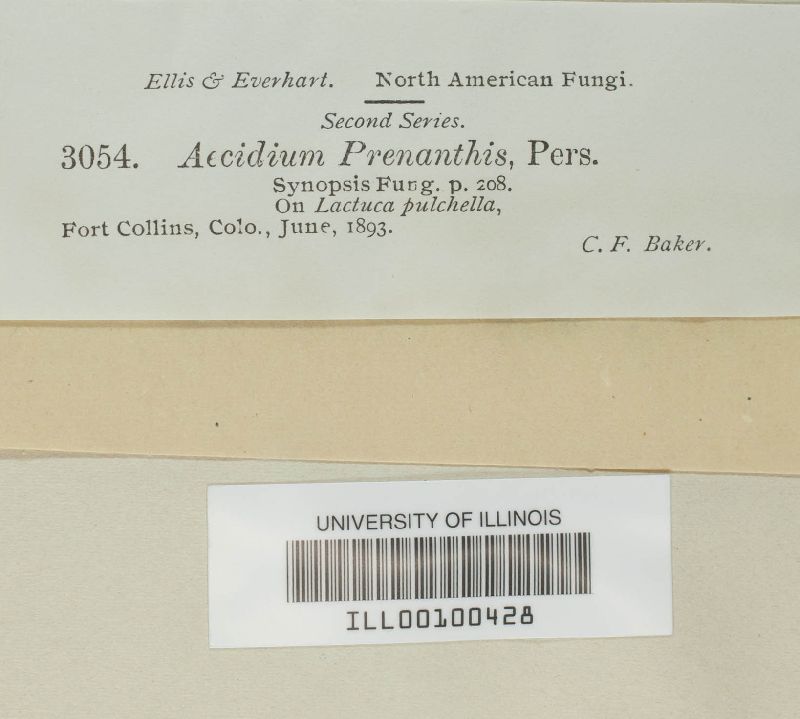 Ellis & Everhart. North American Fungi.
Second Series.
3054. Aecidium Prenanthis, Pers.
Synopsis Fung. p. 208.
On Lactuca pulchella,
Fort Collins, Colo., June, 1893.
C. F. Baker.
UNIVERSITY OF ILLINOIS
ILL00100428